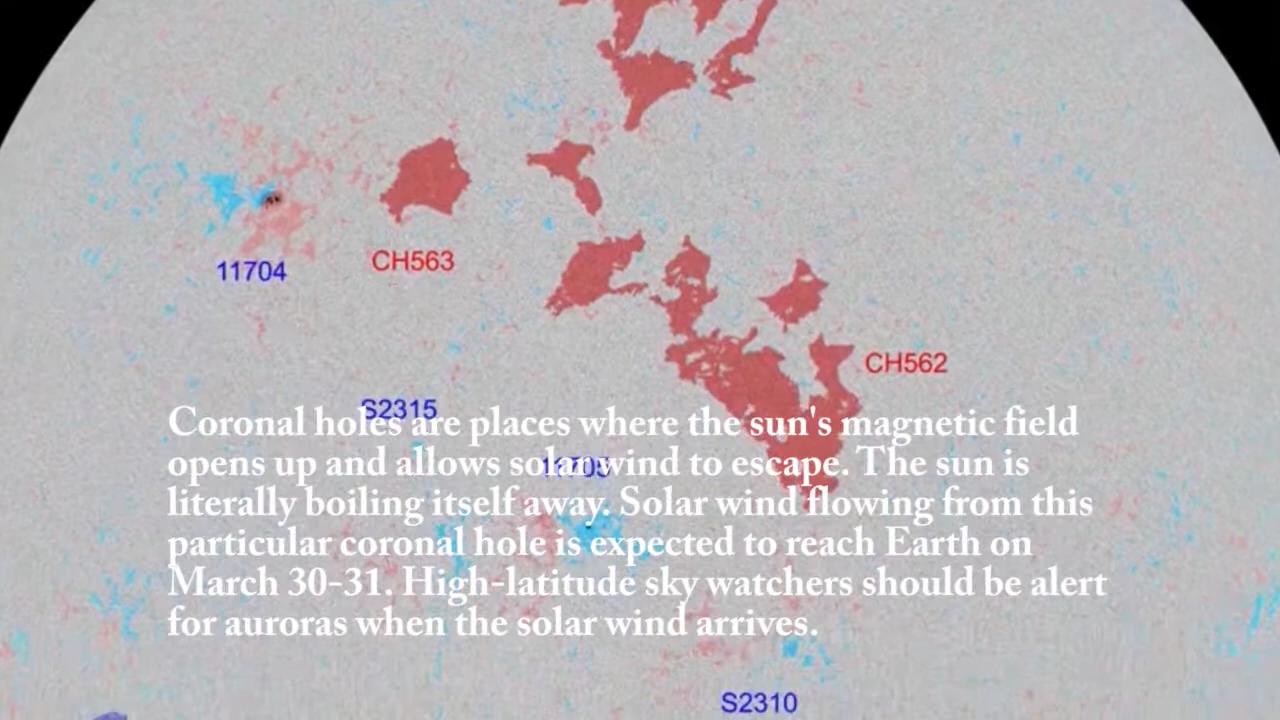 11704
CH563
CH562
S2315
Coronal holes are places where the sun's magnetic field
opens up and allows solar wind to escape. The sun is
11705
literally boiling itself away. Solar wind flowing from this
particular coronal hole is expected to reach Earth on
March 30-31. High-latitude sky watchers should be alert
for auroras when the solar wind arrives.
S2310